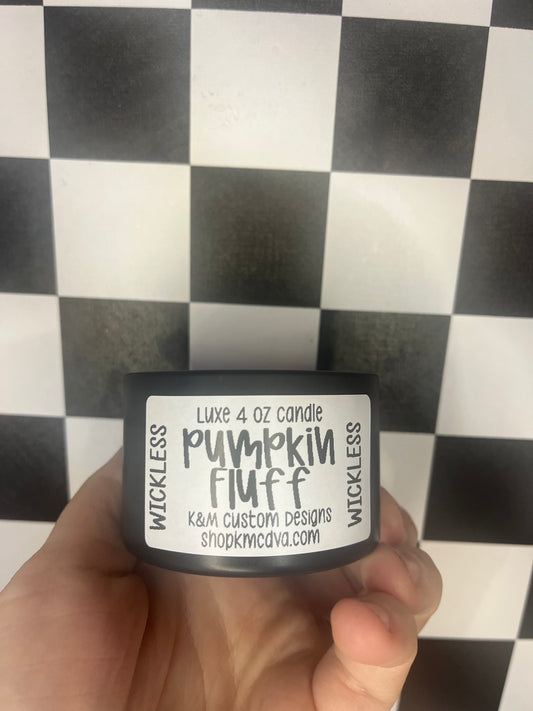 WICKLESS
Luxe 4 oz candle
pumpkin
fluff
K&M Custom Designs
shopkmcdva.com
WICKLESS